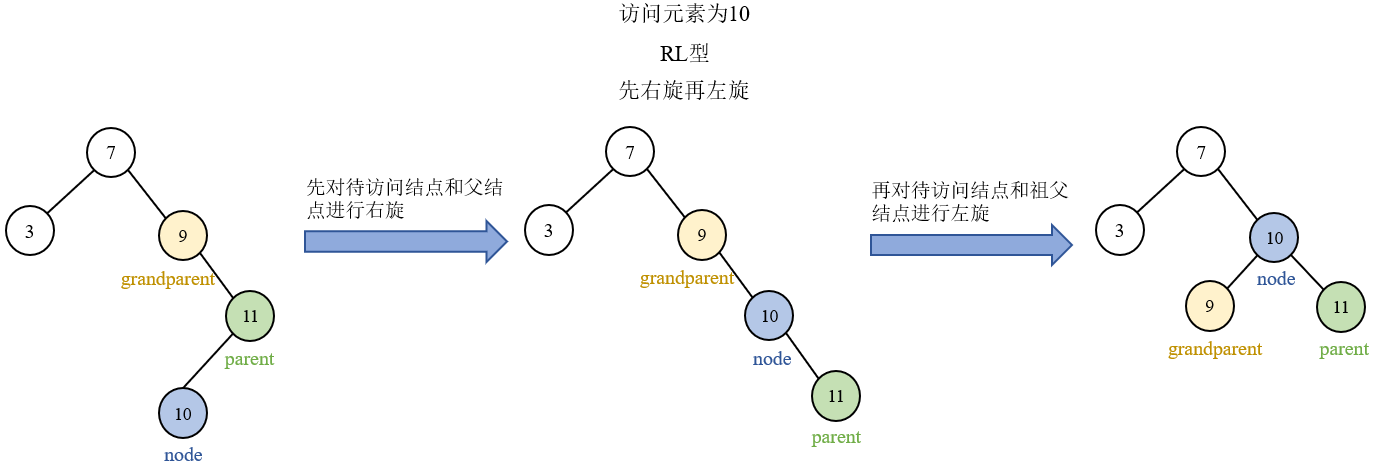 访问元素为10
RL型
先右旋再左旋
7
3
9
grandparent
11
parent
10
node
先对待访问结点和父结
点进行右旋
7
3
9
grandparent
10
node
11
parent
再对待访问结点和祖父
结点进行左旋
7
3
10
node
9
grandparent
11
parent